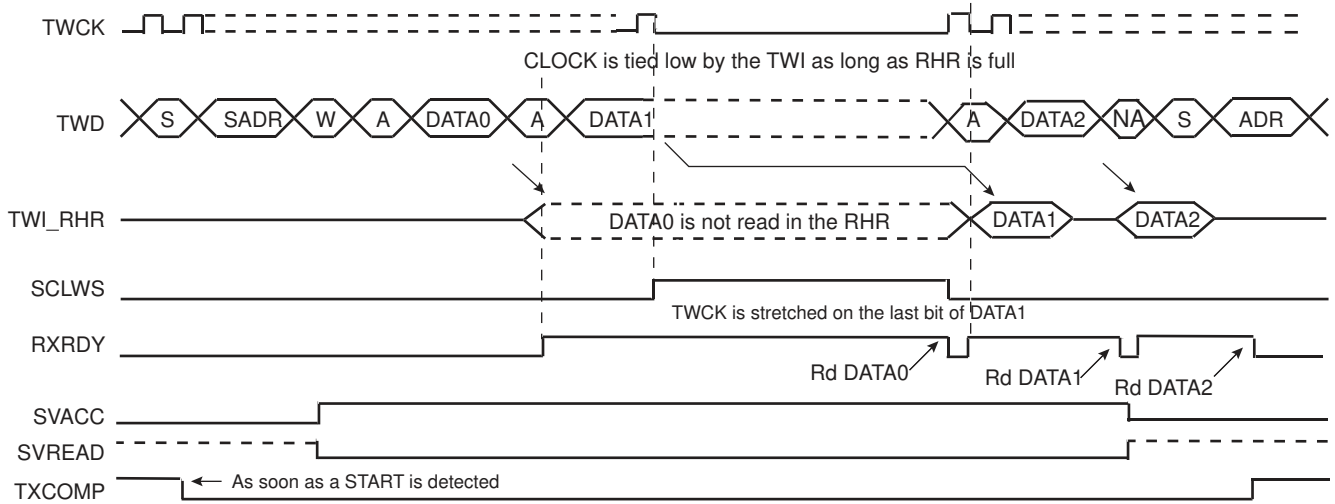 TWCK
CLOCK is tied low by the TWI as long as RHR is full
TWD S SADR W A DATA0 A DATA1 A DATA2 NA S ADR
TWI_RHR DATA0 is not read in the RHR DATA1 DATA2
SCLWS
TWCK is stretched on the last bit of DATA1
RXRDY
Rd DATA0 Rd DATA1 Rd DATA2
SVACC
SVREAD
As soon as a START is detected
TXCOMP